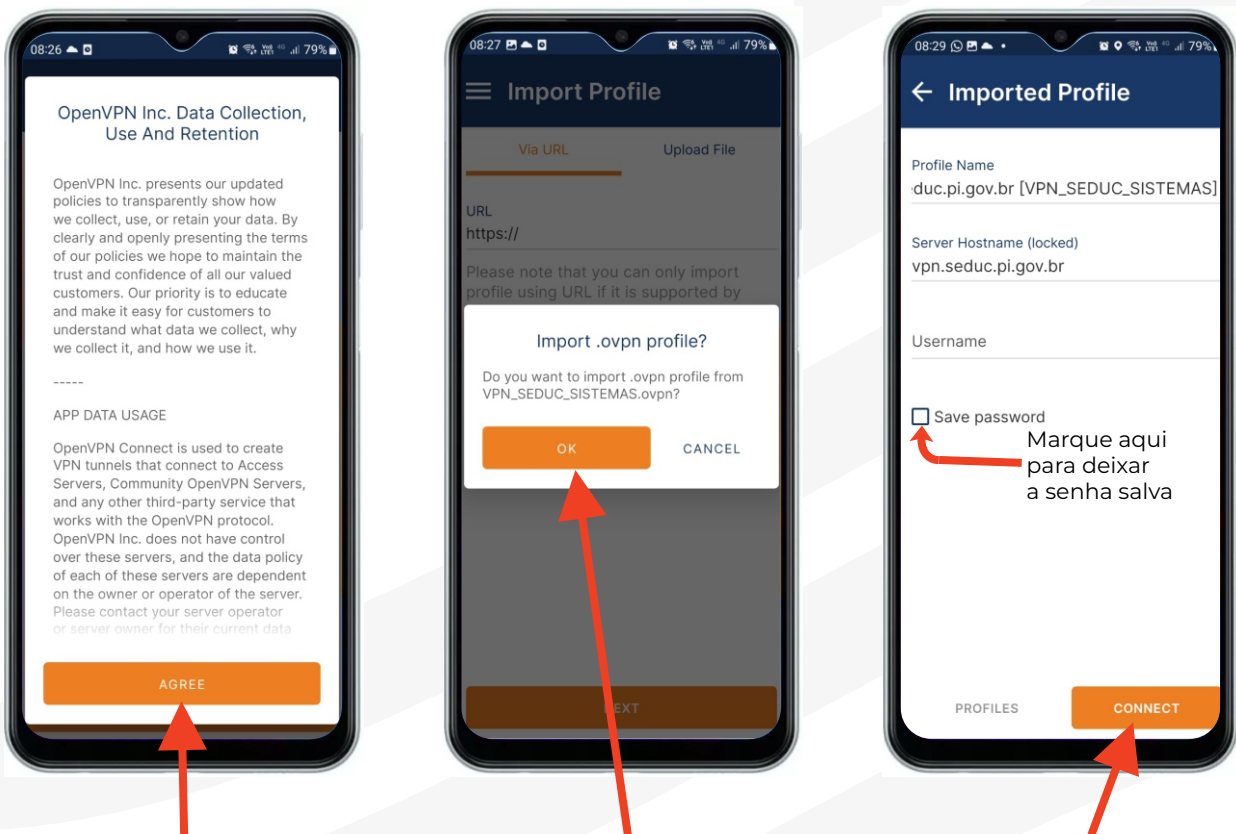 08:26
79%
OpenVPN Inc. Data Collection,
Use And Retention
OpenVPN Inc. presents our updated
policies to transparently show how
we collect, use, or retain your data. By
clearly and openly presenting the terms
of our policies we hope to maintain the
trust and confidence of all our valued
customers. Our priority is to educate
and make it easy for customers to
understand what data we collect, why
we collect it, and how we use it.
-----
APP DATA USAGE
OpenVPN Connect is used to create
VPN tunnels that connect to Access
Servers, Community OpenVPN Servers,
and any other third-party service that
works with the OpenVPN protocol.
OpenVPN Inc. does not have control
over these servers, and the data policy
of each of these servers are dependent
on the owner or operator of the server.
Please contact your server operator
or server owner for their current data
AGREE
08:27
79%
Import Profile
Via URL
Upload File
URL
https://
Please note that you can only import
profile using URL if it is supported by
Import .ovpn profile?
Do you want to import .ovpn profile from
VPN_SEDUC_SISTEMAS.ovpn?
OK
CANCEL
08:29
79%
Imported Profile
Profile Name
duc.pi.gov.br [VPN_SEDUC_SISTEMAS]
Server Hostname (locked)
vpn.seduc.pi.gov.br
Username
Save password
Marque aqui
para deixar
a senha salva
PROFILES
CONNECT